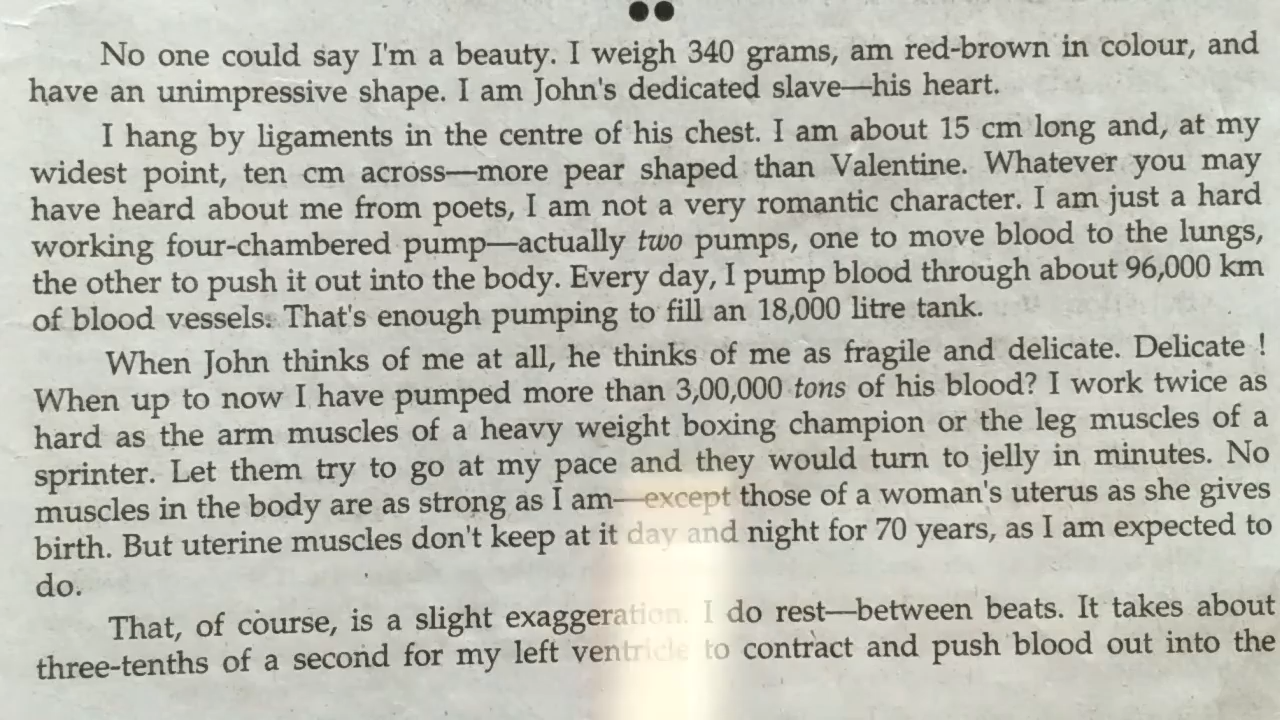 No one could say I'm a beauty. I weigh 340 grams, am red-brown in colour, and
have an unimpressive shape. I am John's dedicated slave—his heart.
I hang by ligaments in the centre of his chest. I am about 15 cm long and, at my
widest point, ten cm across—more pear shaped than Valentine. Whatever you may
have heard about me from poets, I am not a very romantic character. I am just a hard
working four-chambered pump—actually two pumps, one to move blood to the lungs,
the other to push it out into the body. Every day, I pump blood through about 96,000 km
of blood vessels. That's enough pumping to fill an 18,000 litre tank.
When John thinks of me at all, he thinks of me as fragile and delicate. Delicate !
When up to now I have pumped more than 3,00,000 tons of his blood? I work twice as
hard as the arm muscles of a heavy weight boxing champion or the leg muscles of a
sprinter. Let them try to go at my pace and they would turn to jelly in minutes. No
muscles in the body are as strong as I am—except those of a woman's uterus as she gives
birth. But uterine muscles don't keep at it day and night for 70 years, as I am expected to
do.
That, of course, is a slight exaggeration. I do rest—between beats. It takes about
three-tenths of a second for my left ventricle to contract and push blood out into the